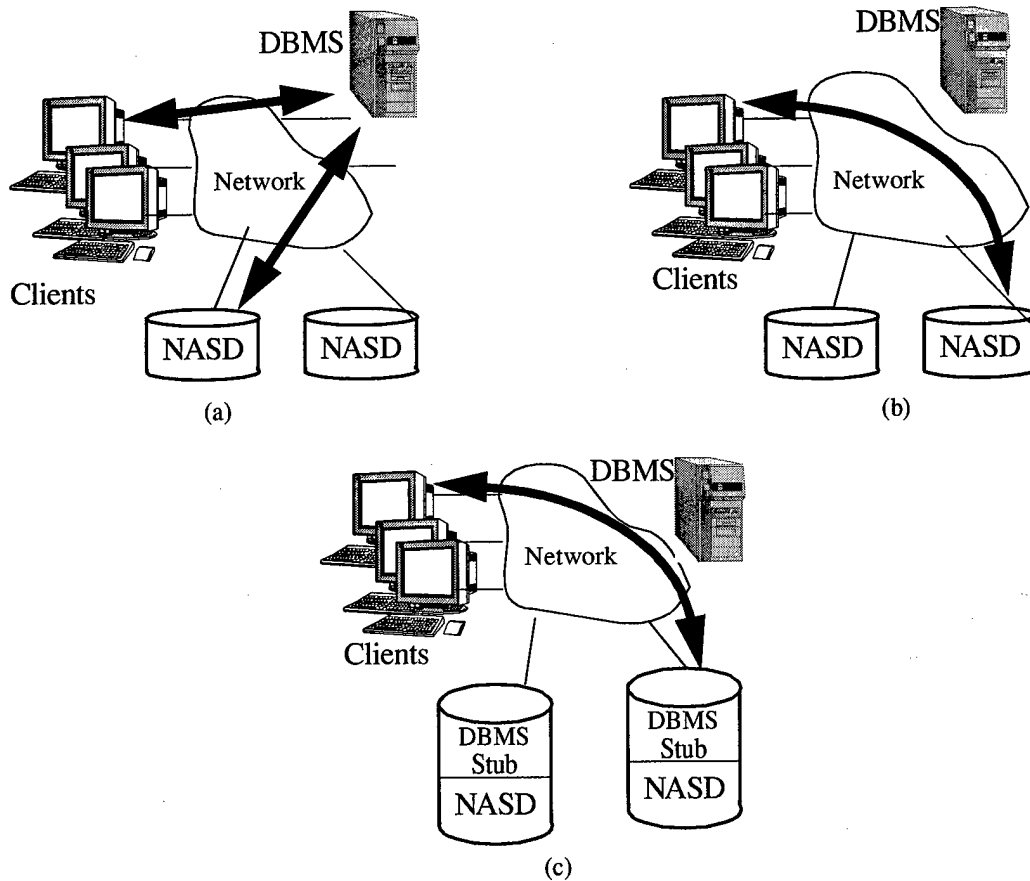 DBMS
Network
Clients
NASD
NASD
(a)
DBMS
Network
Clients
NASD
NASD
(b)
DBMS
Network
Clients
DBMS
Stub
NASD
DBMS
Stub
NASD
(c)